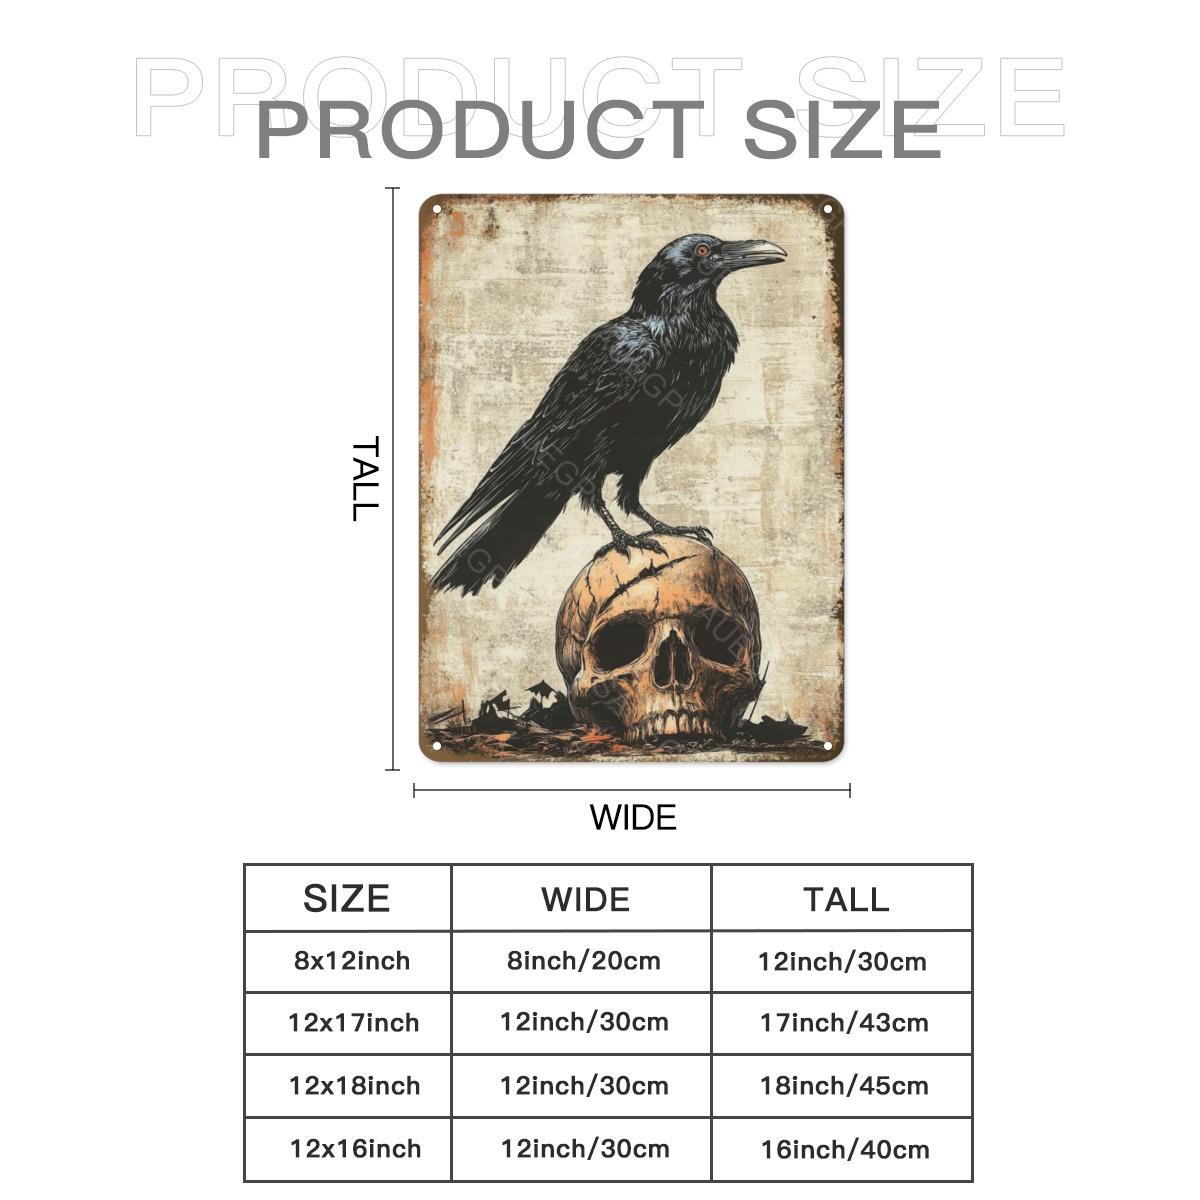 PRODUCT SIZE
PRODUCT SIZE
TALL
WIDE
SIZE WIDE TALL
8x12inch 8inch/20cm 12inch/30cm
12x17inch 12inch/30cm 17inch/43cm
12x18inch 12inch/30cm 18inch/45cm
12x16inch 12inch/30cm 16inch/40cm